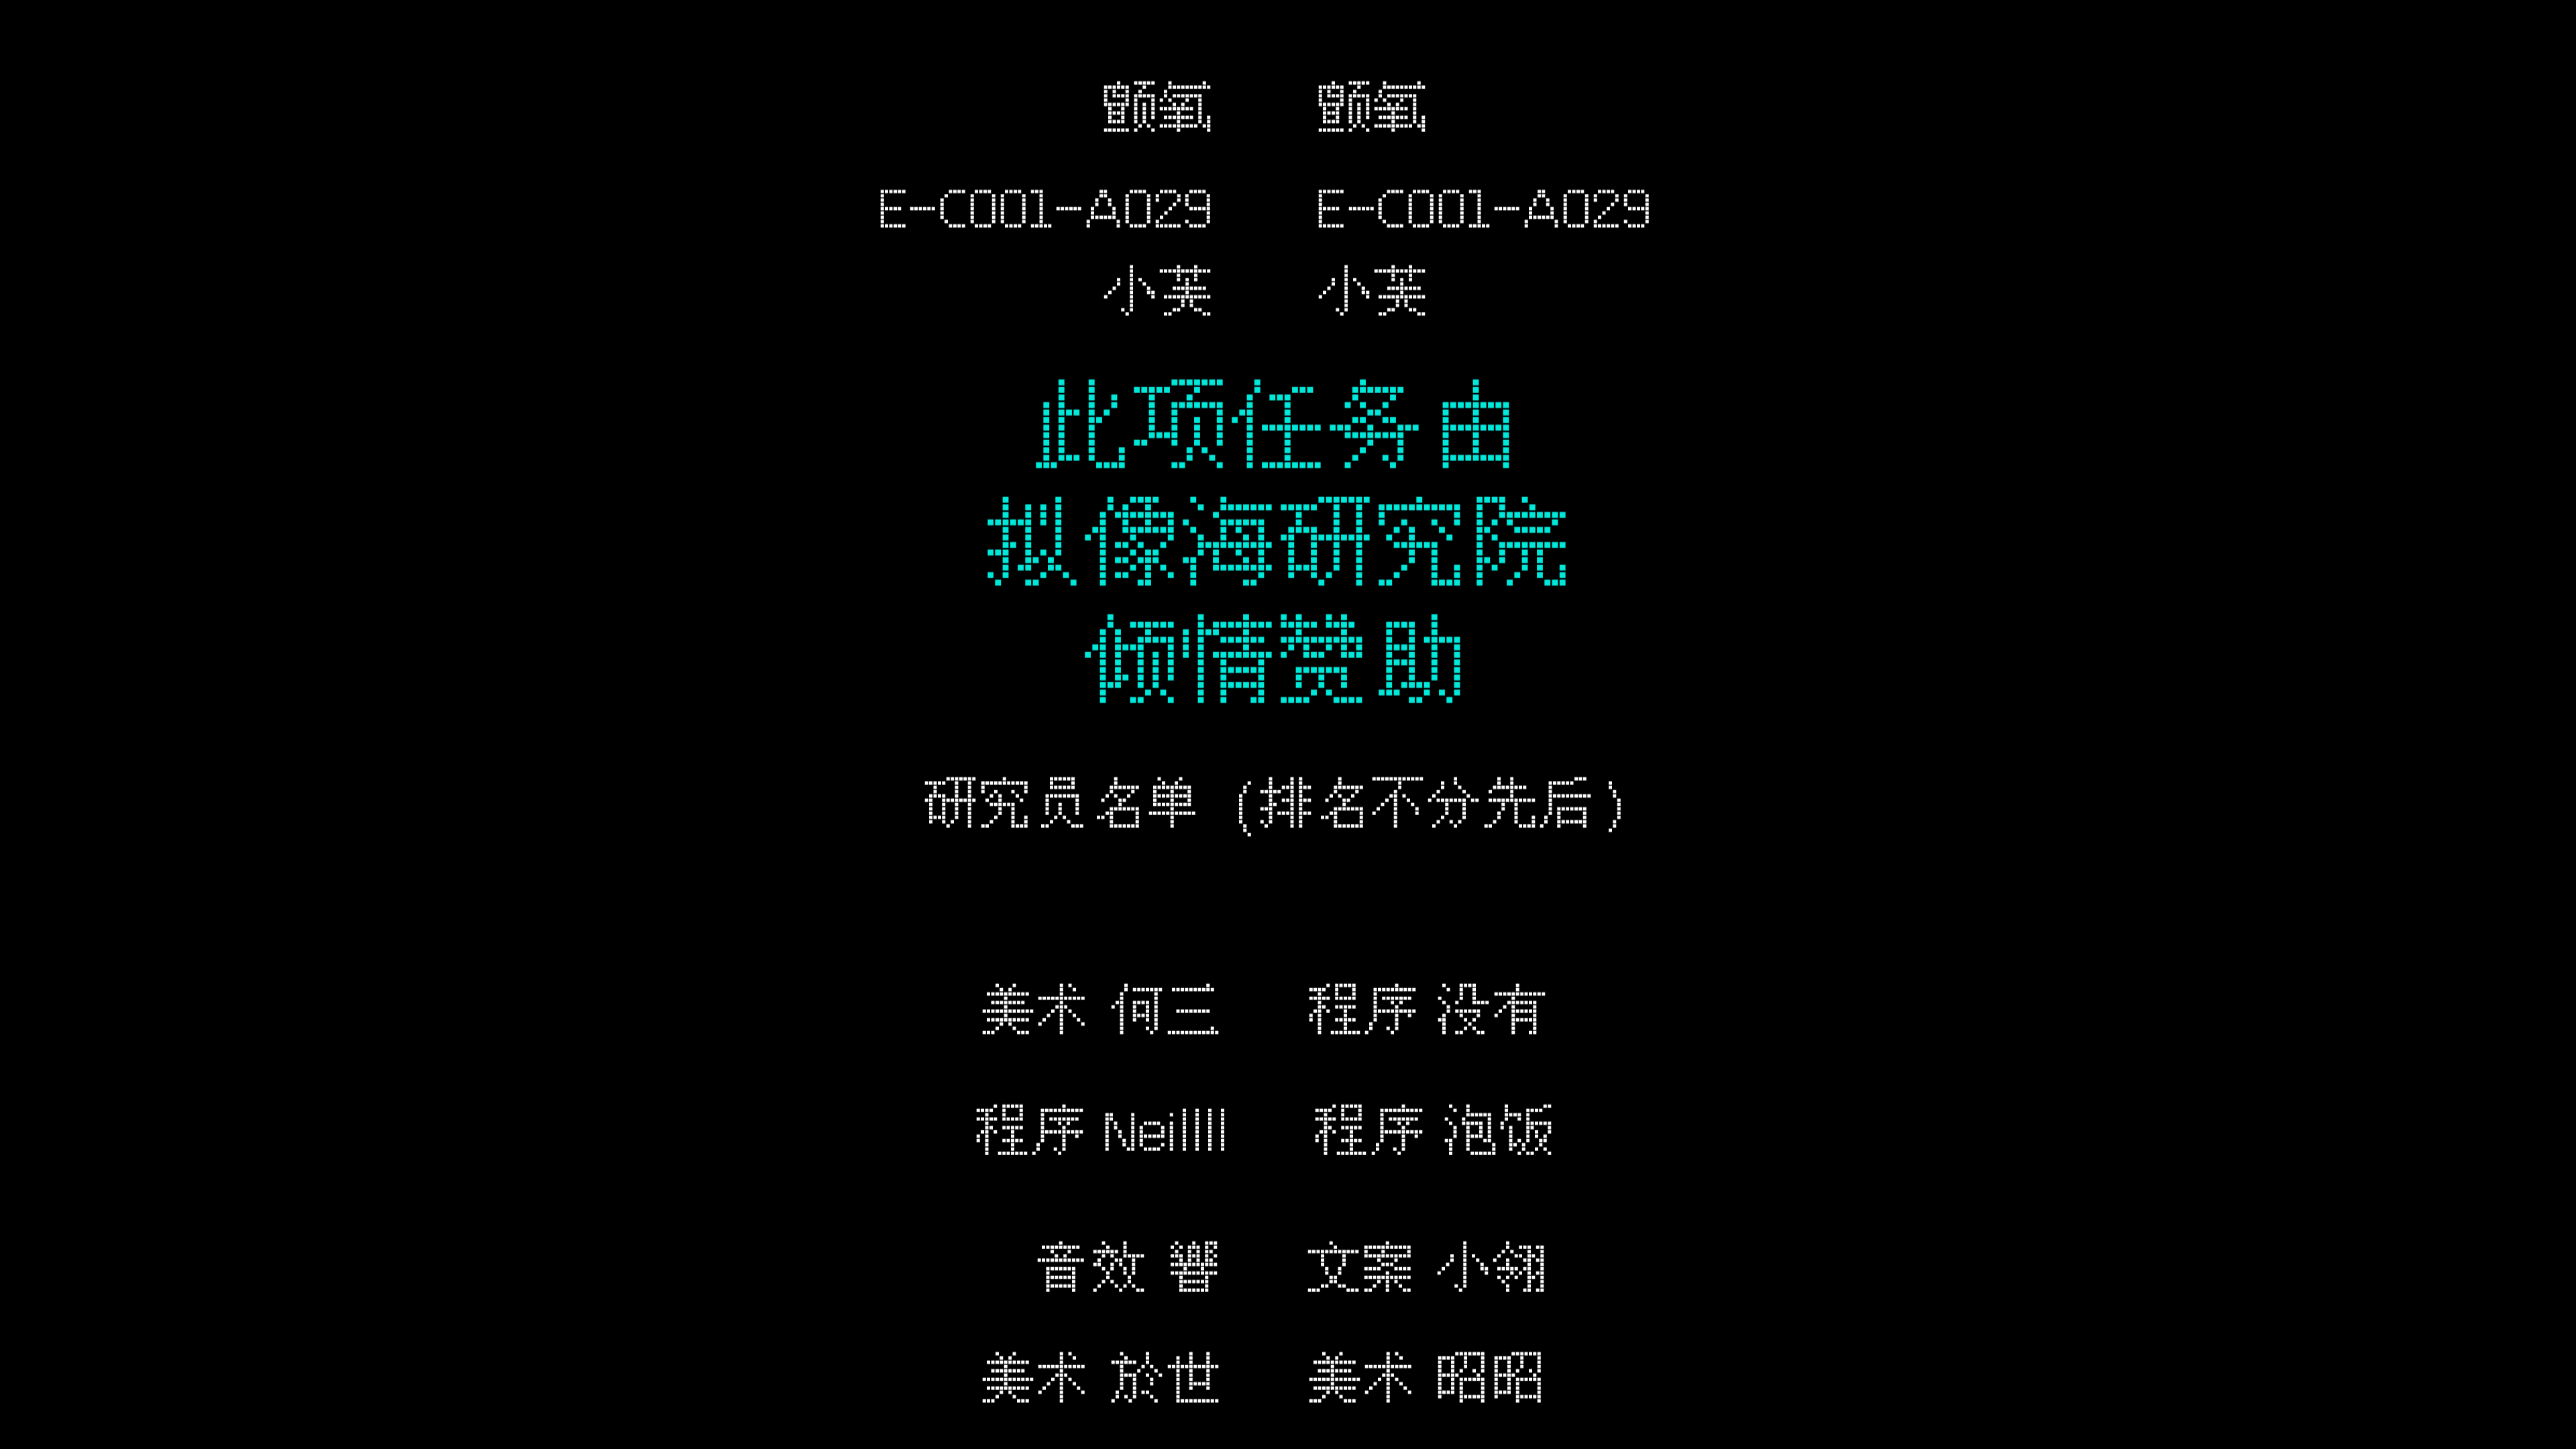 颤氧 颤氧
E-C001-A029 E-C001-A029
小芙 小芙
此项任务由
拟像海研究院
倾情赞助
研究员名单 (排名不分先后)
美术 何三 程序 没有
程序 Neillll 程序 泡饭
音效 響 文案 小翎
美术 於世 美术 昭昭